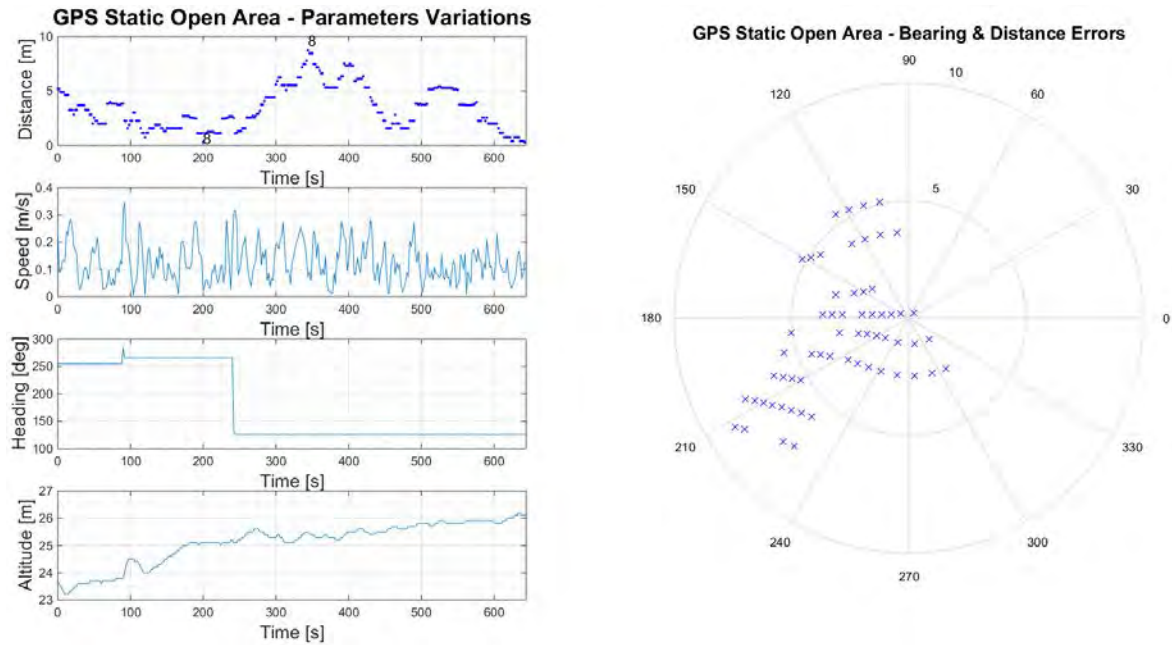 GPS Static Open Area - Parameters Variations
10
5
0
Distance [m]
8
8
0 100 200 300 400 500 600
Time [s]
0.4
0.3
0.2
0.1
0
Speed [m/s]
0 100 200 300 400 500 600
Time [s]
300
250
200
150
100
Heading [deg]
0 100 200 300 400 500 600
Time [s]
27
26
25
24
23
Altitude [m]
0 100 200 300 400 500 600
Time [s]
GPS Static Open Area - Bearing & Distance Errors
90
10
120
60
150
30
5
180
0
210
330
240
300
270